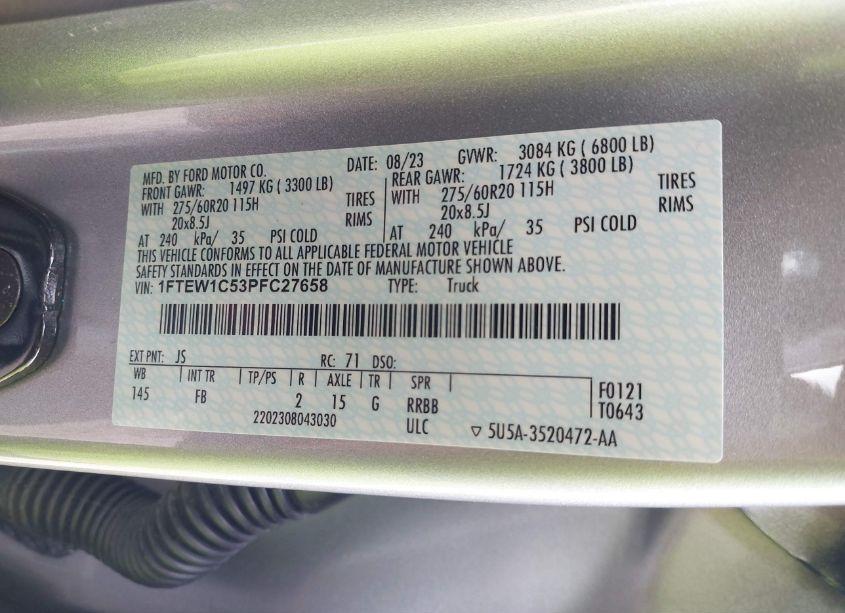 MFD. BY FORD MOTOR CO. DATE: 08/23 GVWR: 3084 KG ( 6800 LB)
FRONT GAWR: 1497 KG ( 3300 LB) REAR GAWR: 1724 KG ( 3800 LB)
WITH 275/60R20 115H TIRES WITH 275/60R20 115H TIRES
20x8.5J RIMS 20x8.5J RIMS
AT 240 kPa/ 35 PSI COLD AT 240 kPa/ 35 PSI COLD
THIS VEHICLE CONFORMS TO ALL APPLICABLE FEDERAL MOTOR VEHICLE
SAFETY STANDARDS IN EFFECT ON THE DATE OF MANUFACTURE SHOWN ABOVE.
VIN: 1FTEW1C53PFC27658 TYPE: Truck
EXT PNT: JS RC: 71 DSO:
WB INT TR TP/PS R AXLE TR SPR F0121
145 FB 2 15 G RRBB T0643
2202308043030 ULC ▽ 5U5A-3520472-AA